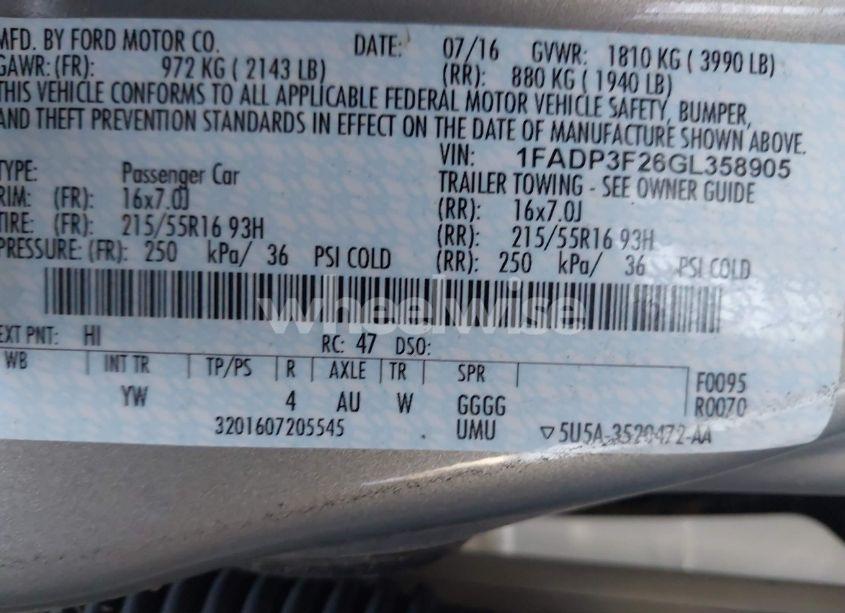 MFD. BY FORD MOTOR CO. DATE: 07/16 GVWR: 1810 KG ( 3990 LB)
GAWR:(FR): 972 KG ( 2143 LB) (RR): 880 KG ( 1940 LB)
THIS VEHICLE CONFORMS TO ALL APPLICABLE FEDERAL MOTOR VEHICLE SAFETY, BUMPER,
AND THEFT PREVENTION STANDARDS IN EFFECT ON THE DATE OF MANUFACTURE SHOWN ABOVE.
VIN: 1FADP3F26GL358905
TYPE: Passenger Car TRAILER TOWING - SEE OWNER GUIDE
RIM: (FR): 16x7.0J (RR): 16x7.0J
TIRE: (FR): 215/55R16 93H (RR): 215/55R16 93H
PRESSURE: (FR): 250 kPa/ 36 PSI COLD (RR): 250 kPa/ 36 PSI COLD
wheelwise
EXT PNT: HI RC: 47 DSO:
WB INT TR TP/PS R AXLE TR SPR F0095
YW 4 AU W GGGG R0070
3201607205545 UMU ▽5U5A-3520472-AA